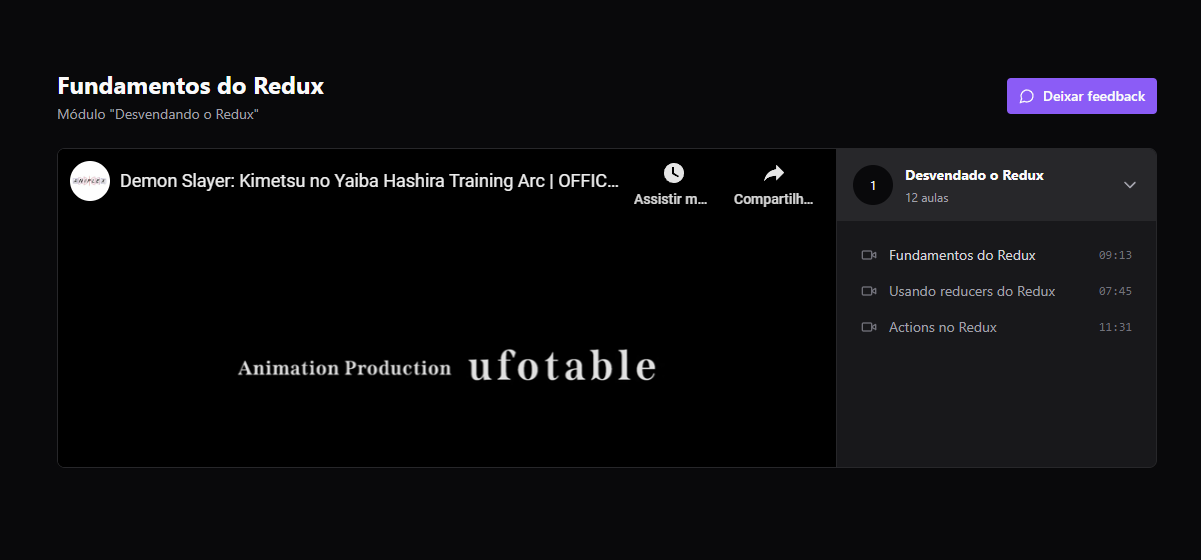 Fundamentos do Redux
Módulo "Desvendando o Redux"
Deixar feedback
ANIPLEX
Demon Slayer: Kimetsu no Yaiba Hashira Training Arc | OFFIC...
Assistir m...
Compartilh...
Animation Production ufotable
1
Desvendado o Redux
12 aulas
Fundamentos do Redux 09:13
Usando reducers do Redux 07:45
Actions no Redux 11:31